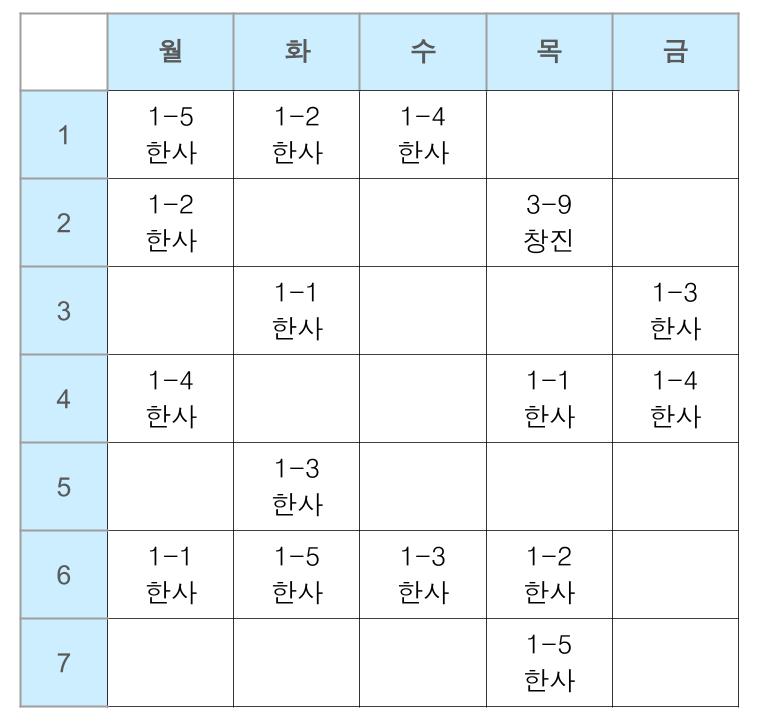 월 화 수 목 금
1 1-5 한사 1-2 한사 1-4 한사
2 1-2 한사 3-9 창진
3 1-1 한사 1-3 한사
4 1-4 한사 1-1 한사 1-4 한사
5 1-3 한사
6 1-1 한사 1-5 한사 1-3 한사 1-2 한사
7 1-5 한사